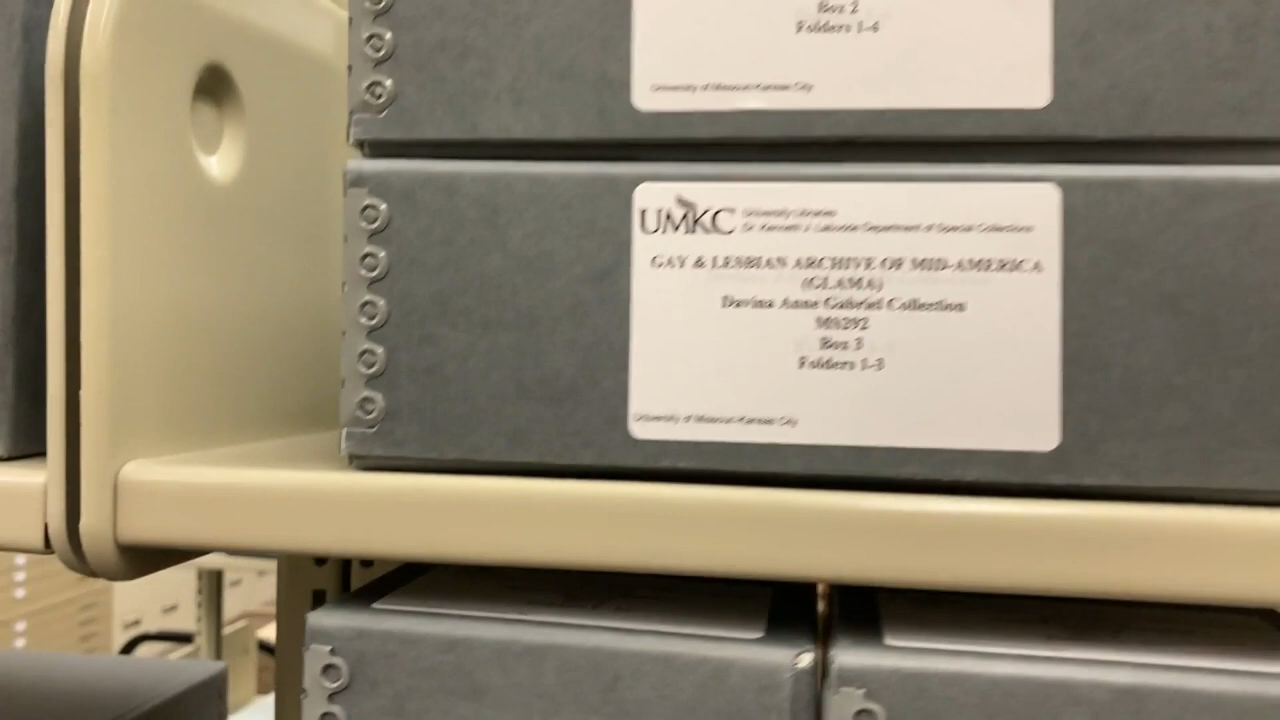 Box 2
Folders 1-4
University of Missouri-Kansas City
UMKC University Libraries
Dr. Kenneth J. LaBudde Department of Special Collections
GAY & LESBIAN ARCHIVE OF MID-AMERICA
(GLAMA)
Davina Anne Gabriel Collection
MS292
Box 3
Folders 1-3
University of Missouri-Kansas City